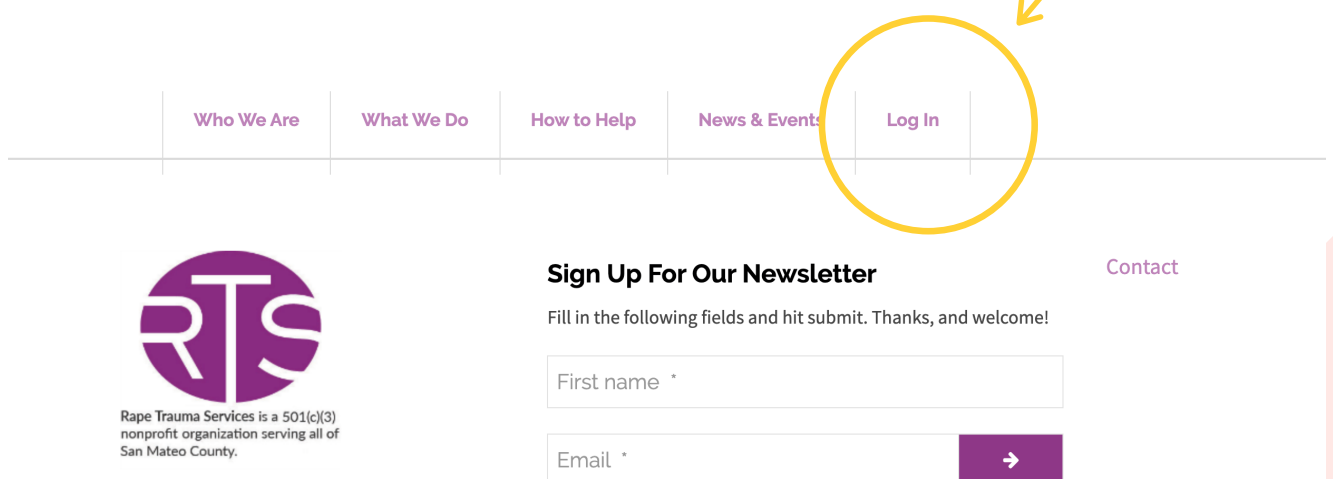 Who We Are
What We Do
How to Help
News & Events
Log In
RTS
Rape Trauma Services is a 501(c)(3)
nonprofit organization serving all of
San Mateo County.
Sign Up For Our Newsletter
Fill in the following fields and hit submit. Thanks, and welcome!
First name *
Email *
Contact